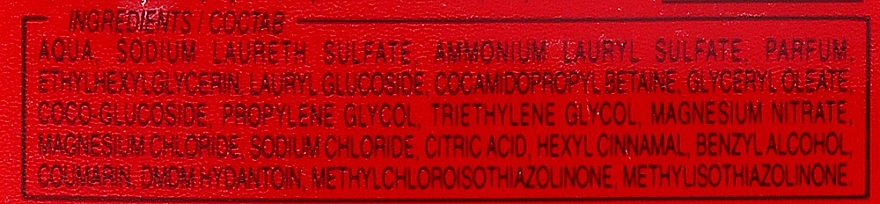 INGREDIENTS / СОСТАВ
AQUA, SODIUM LAURETH SULFATE, AMMONIUM LAURYL SULFATE, PARFUM,
ETHYLHEXYLGLYCERIN, LAURYL GLUCOSIDE, COCAMIDOPROPYL BETAINE, GLYCERYL OLEATE,
COCO-GLUCOSIDE, PROPYLENE GLYCOL, TRIETHYLENE GLYCOL, MAGNESIUM NITRATE,
MAGNESIUM CHLORIDE, SODIUM CHLORIDE, CITRIC ACID, HEXYL CINNAMAL, BENZYL ALCOHOL,
COUMARIN, DMDM HYDANTOIN, METHYLCHLOROISOTHIAZOLINONE, METHYLISOTHIAZOLINONE.